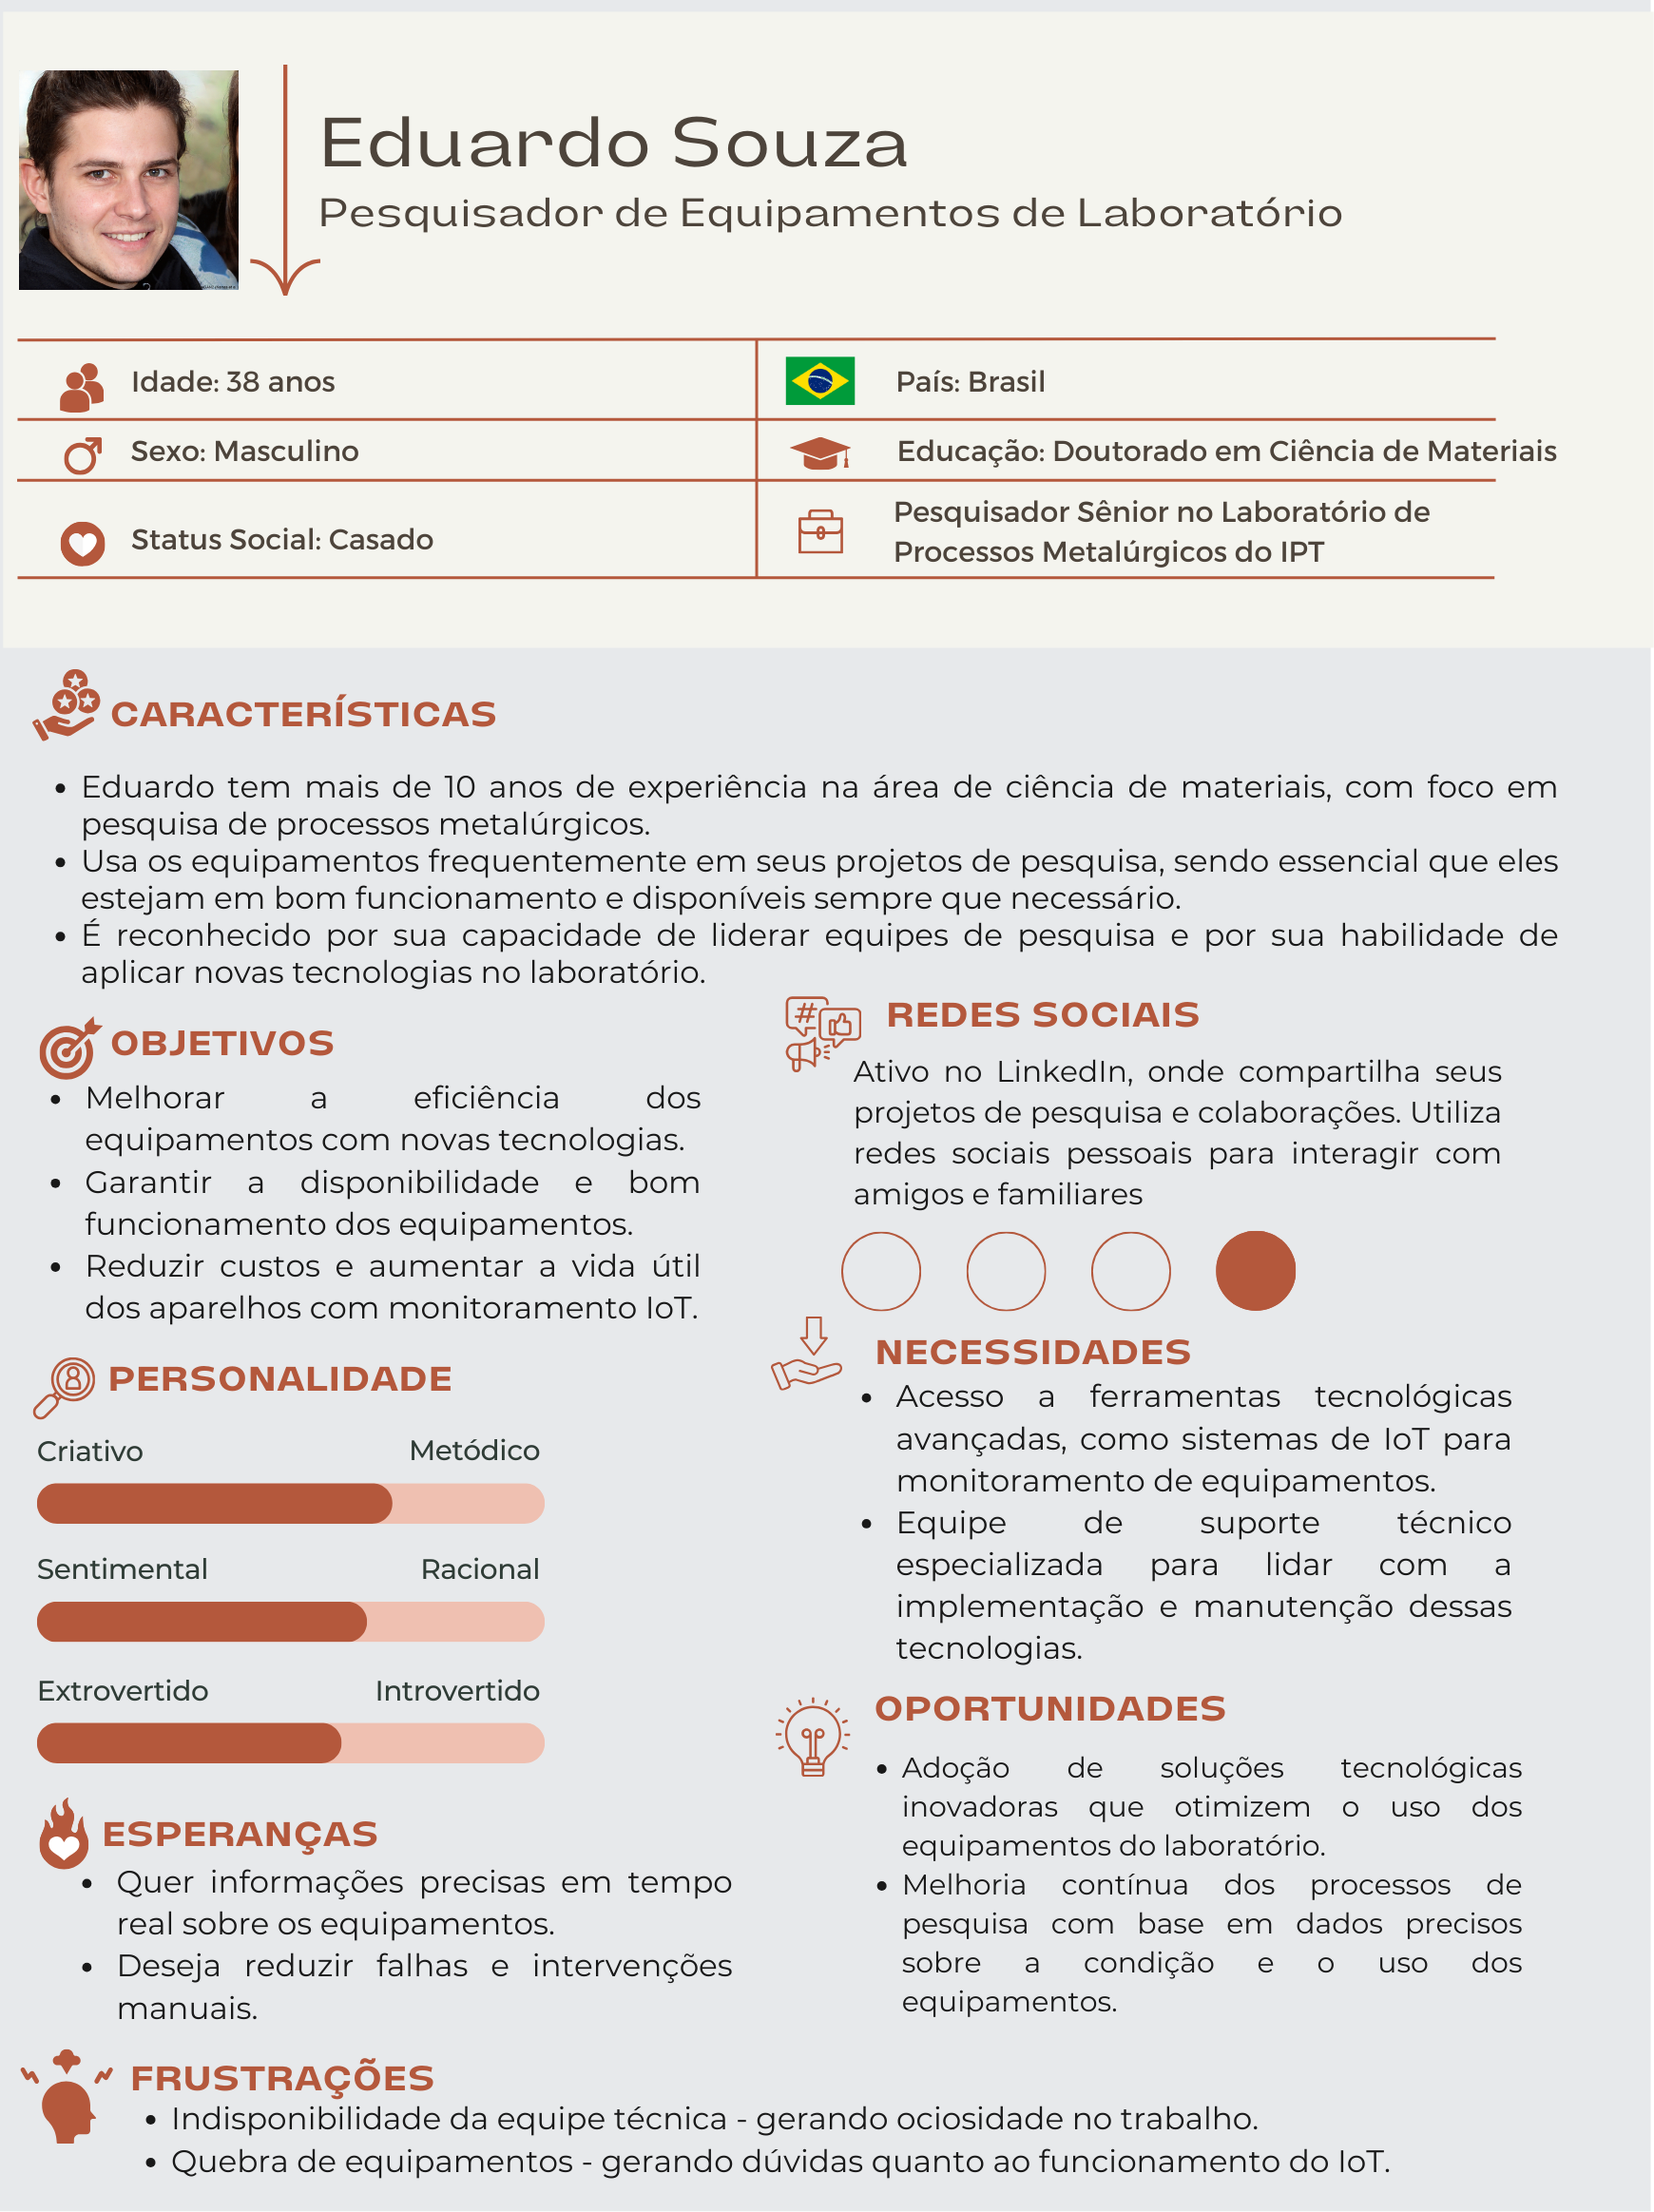 Eduardo Souza
Pesquisador de Equipamentos de Laboratório
Idade: 38 anos
País: Brasil
Sexo: Masculino
Educação: Doutorado em Ciência de Materiais
Status Social: Casado
Pesquisador Sênior no Laboratório de
Processos Metalúrgicos do IPT
CARACTERÍSTICAS
• Eduardo tem mais de 10 anos de experiência na área de ciência de materiais, com foco em
pesquisa de processos metalúrgicos.
• Usa os equipamentos frequentemente em seus projetos de pesquisa, sendo essencial que eles
estejam em bom funcionamento e disponíveis sempre que necessário.
• É reconhecido por sua capacidade de liderar equipes de pesquisa e por sua habilidade de
aplicar novas tecnologias no laboratório.
OBJETIVOS
• Melhorar a eficiência dos
equipamentos com novas tecnologias.
• Garantir a disponibilidade e bom
funcionamento dos equipamentos.
• Reduzir custos e aumentar a vida útil
dos aparelhos com monitoramento IoT.
PERSONALIDADE
Criativo Metódico
Sentimental Racional
Extrovertido Introvertido
ESPERANÇAS
• Quer informações precisas em tempo
real sobre os equipamentos.
• Deseja reduzir falhas e intervenções
manuais.
REDES SOCIAIS
#
Ativo no LinkedIn, onde compartilha seus
projetos de pesquisa e colaborações. Utiliza
redes sociais pessoais para interagir com
amigos e familiares
NECESSIDADES
• Acesso a ferramentas tecnológicas
avançadas, como sistemas de IoT para
monitoramento de equipamentos.
• Equipe de suporte técnico
especializada para lidar com a
implementação e manutenção dessas
tecnologias.
OPORTUNIDADES
• Adoção de soluções tecnológicas
inovadoras que otimizem o uso dos
equipamentos do laboratório.
• Melhoria contínua dos processos de
pesquisa com base em dados precisos
sobre a condição e o uso dos
equipamentos.
FRUSTRAÇÕES
• Indisponibilidade da equipe técnica - gerando ociosidade no trabalho.
• Quebra de equipamentos - gerando dúvidas quanto ao funcionamento do IoT.